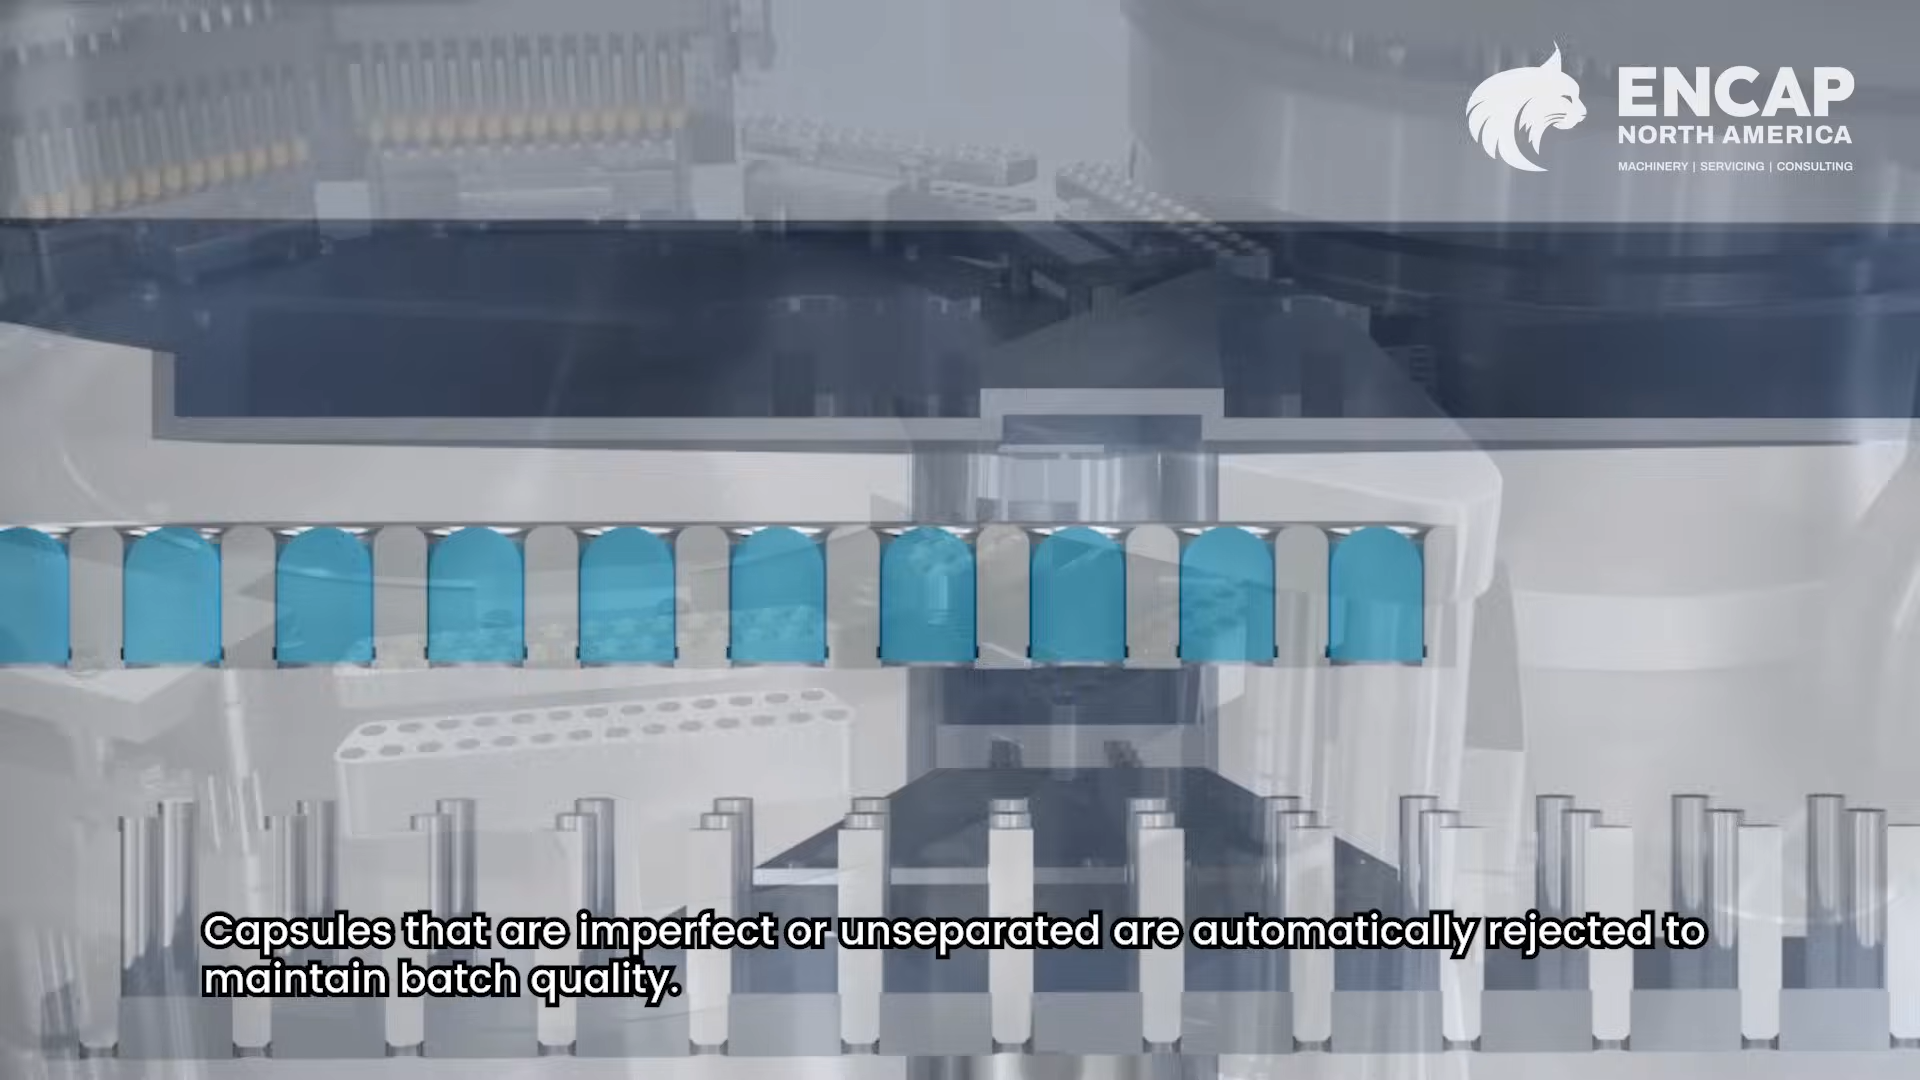 ENCAP
NORTH AMERICA
MACHINERY | SERVICING | CONSULTING
Capsules that are imperfect or unseparated are automatically rejected to
maintain batch quality.